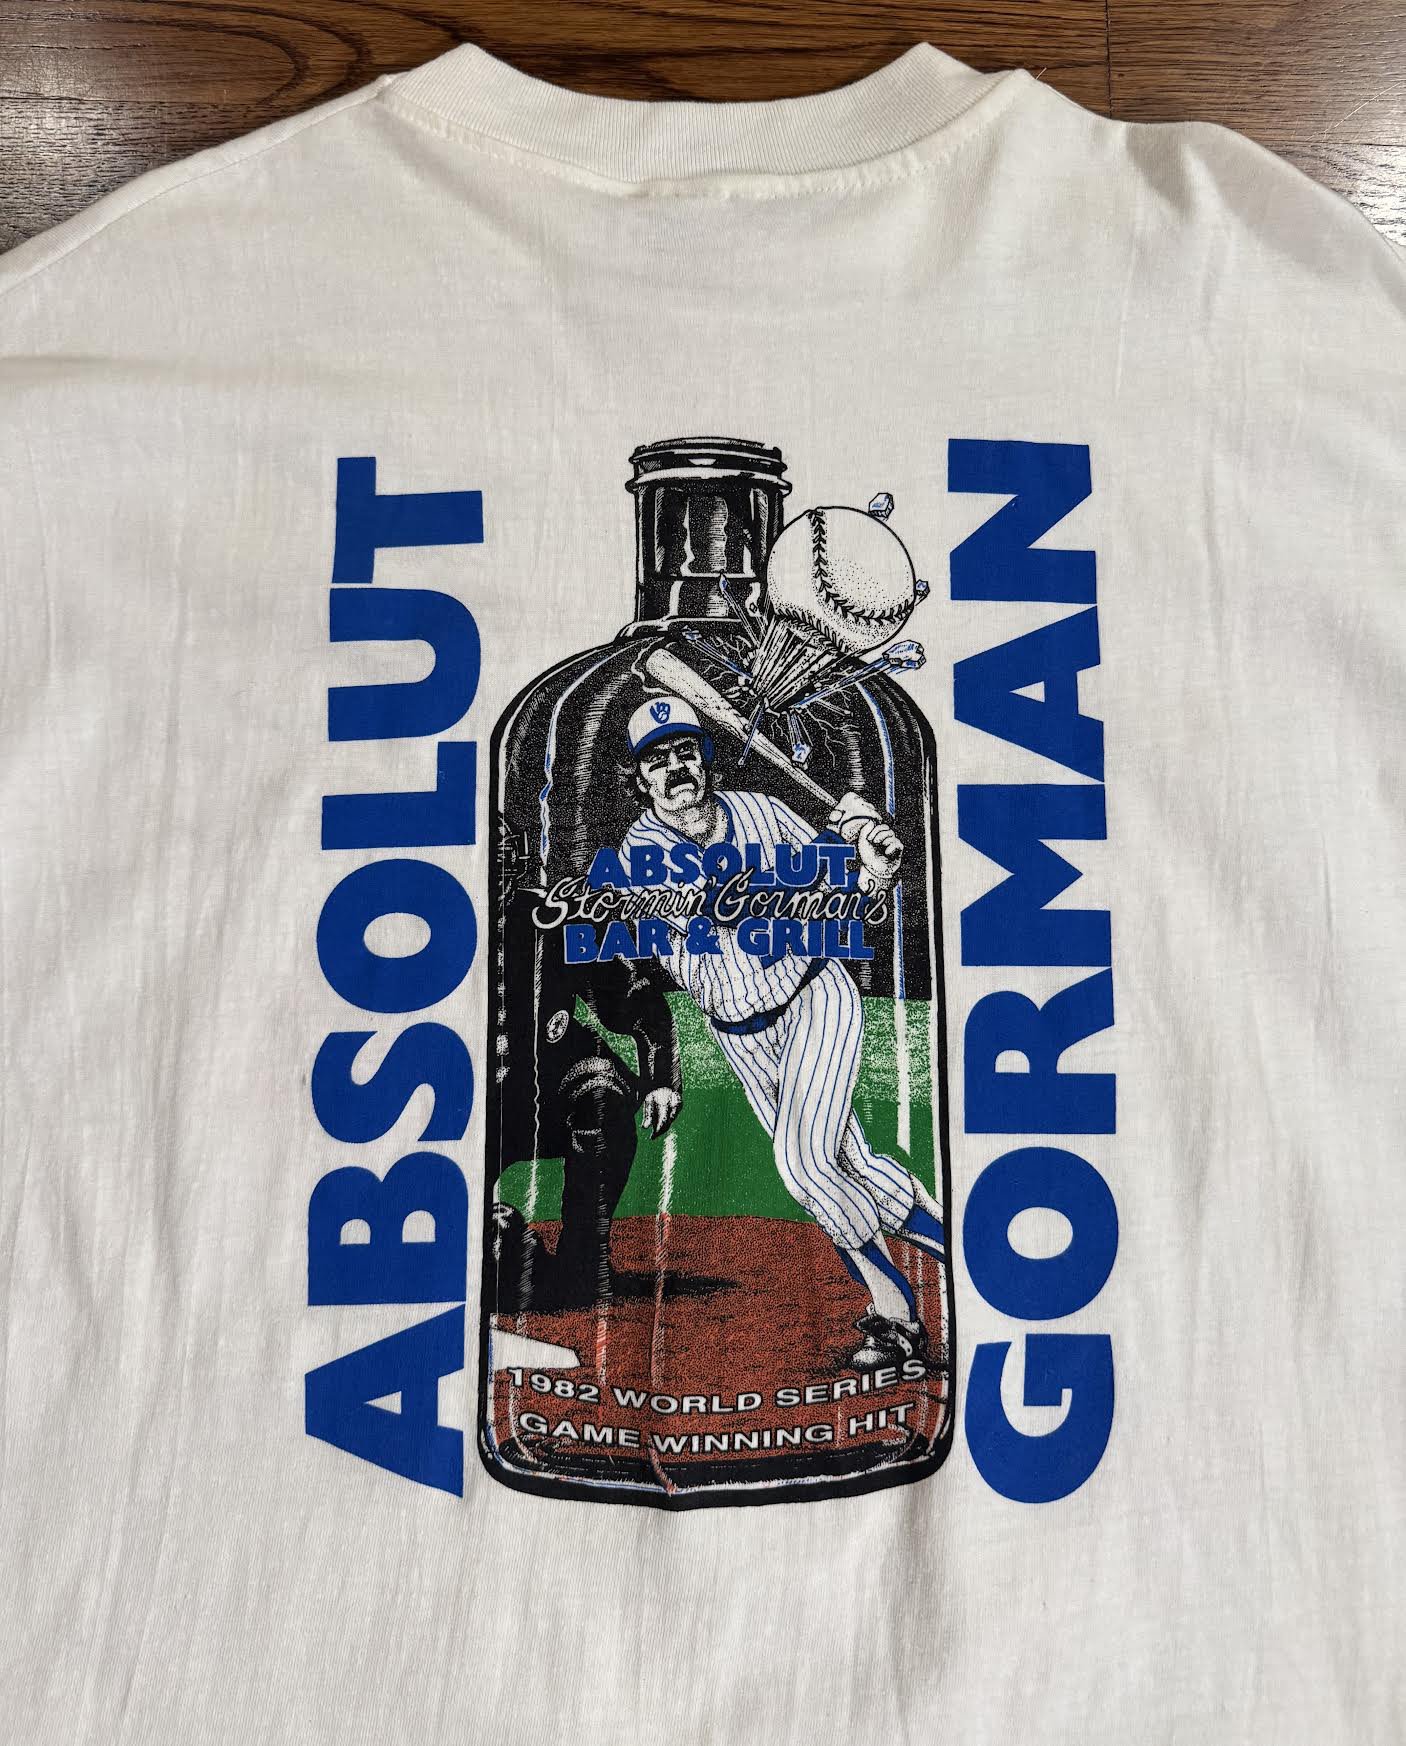 ABSOLUT
ABSOLUT
Stormin' Gorman's
BAR & GRILL
1982 WORLD SERIES
GAME WINNING HIT
GORMAN